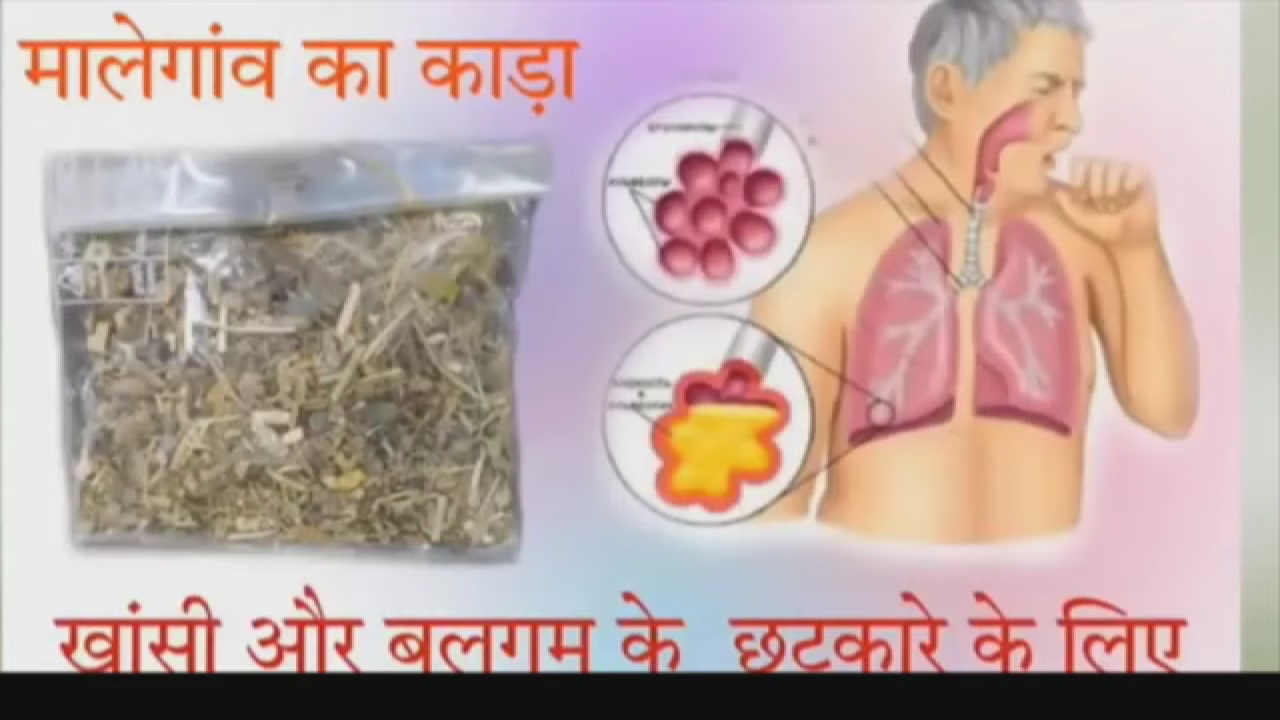 मालेगांव का काड़ा
खांसी और बलगम के छटकारे के लिए